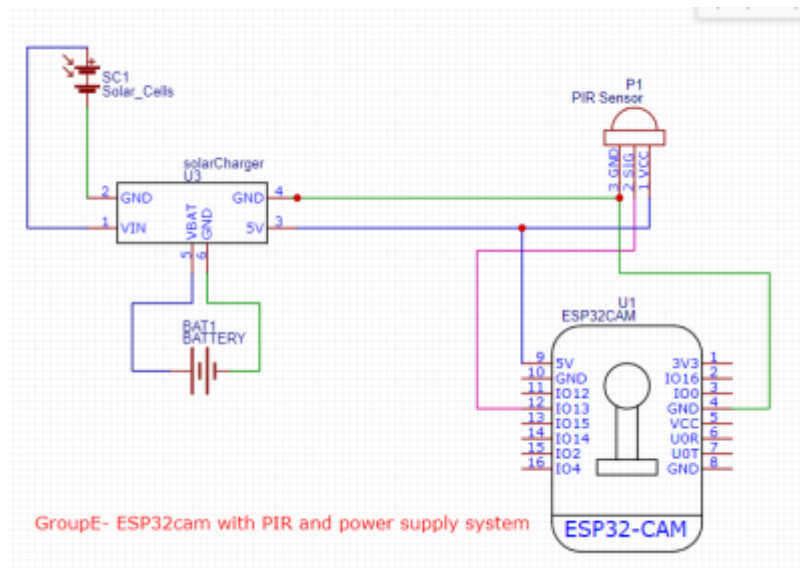 SC1
Solar_Cells
P1
PIR Sensor
3 GND
2 SIG
1 VCC
solarCharger
U3
2 GND
1 VIN
GND 4
5V 3
VBAT 5
GND 6
BAT1
BATTERY
U1
ESP32CAM
9 5V
10 GND
11 IO12
12 IO13
13 IO15
14 IO14
15 IO2
16 IO4
3V3 1
IO16 2
IO0 3
GND 4
VCC 5
U0R 6
U0T 7
GND 8
GroupE- ESP32cam with PIR and power supply system
ESP32-CAM